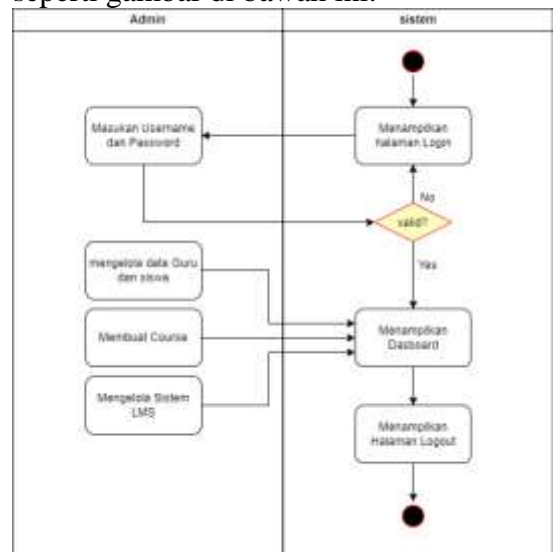 seperti gambar di bawah ini.
Admin
sistem
Masukan Username
dan Password
Menampilkan
halaman Login
No
valid?
Yes
mengelola data Guru
dan siswa
Membuat Course
Mengelola Sistem
LMS
Menampilkan
Dasboard
Menampilkan
Halaman Logout